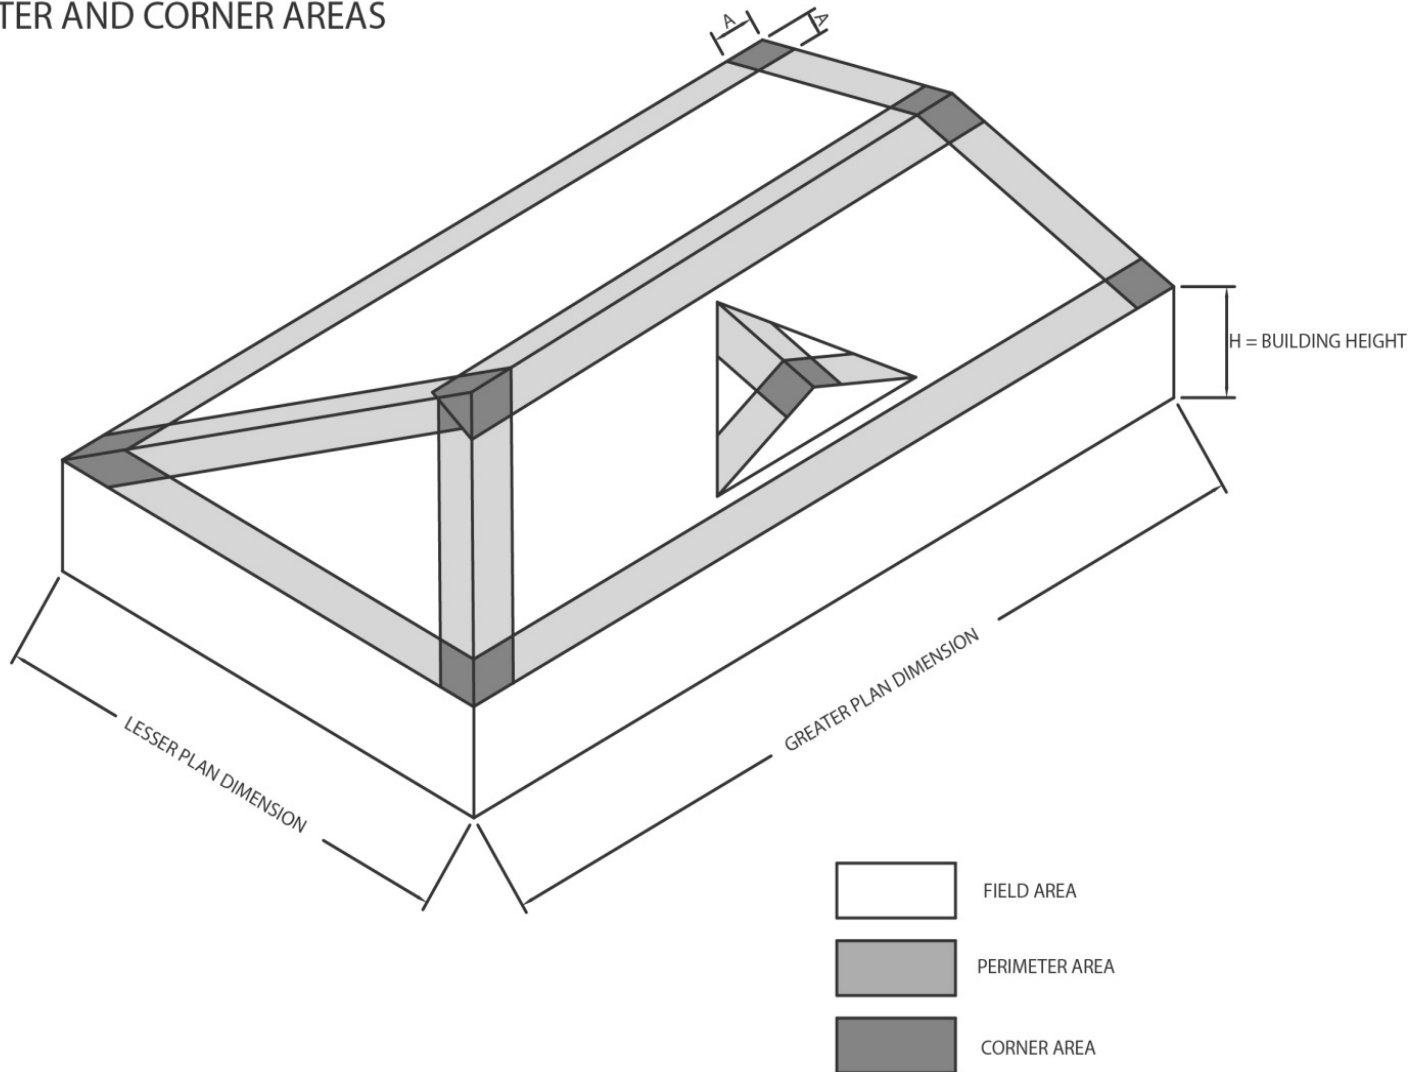 TER AND CORNER AREAS
A
A
H = BUILDING HEIGHT
LESSER PLAN DIMENSION
GREATER PLAN DIMENSION
FIELD AREA
PERIMETER AREA
CORNER AREA